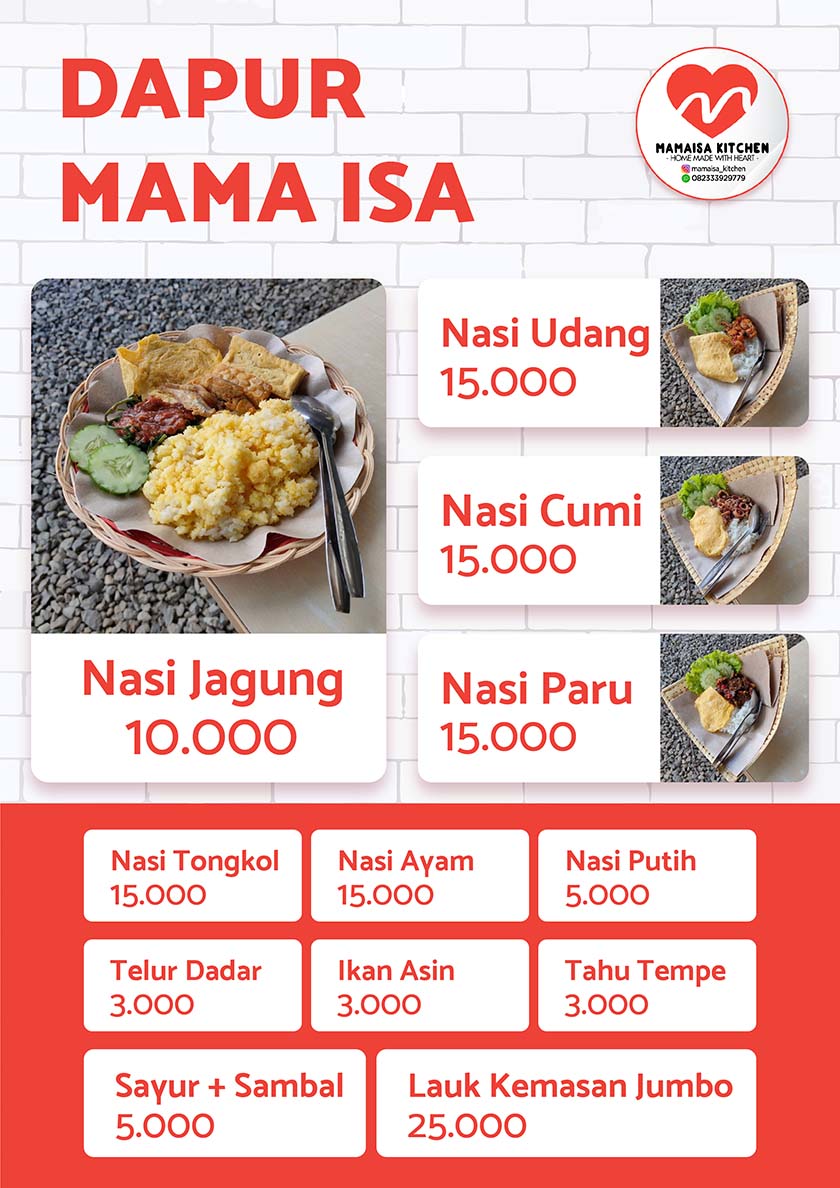 DAPUR
MAMA ISA
MAMAISA KITCHEN
- HOME MADE WITH HEART -
mamaisa_kitchen
082333929779
Nasi Jagung
10.000
Nasi Udang
15.000
Nasi Cumi
15.000
Nasi Paru
15.000
Nasi Tongkol
15.000
Nasi Ayam
15.000
Nasi Putih
5.000
Telur Dadar
3.000
Ikan Asin
3.000
Tahu Tempe
3.000
Sayur + Sambal
5.000
Lauk Kemasan Jumbo
25.000